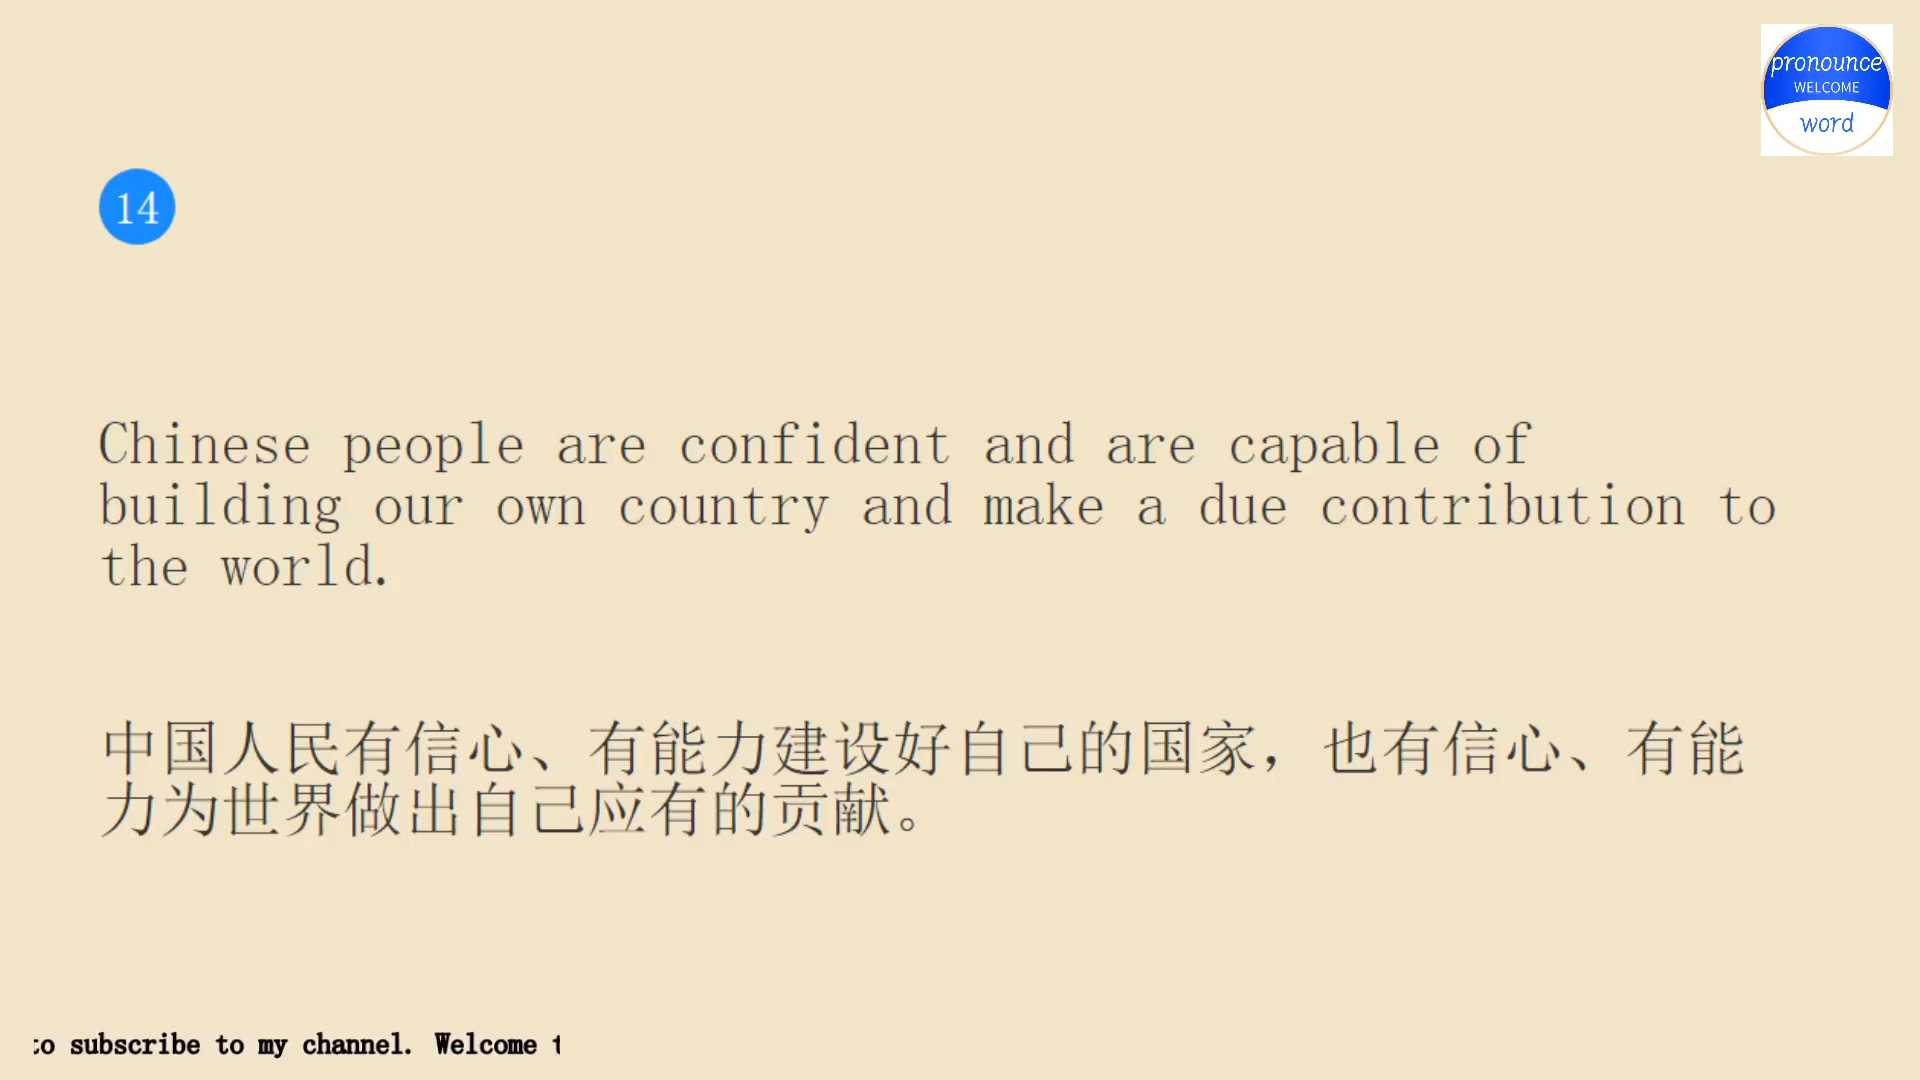 pronounce
WELCOME
word
14
Chinese people are confident and are capable of
building our own country and make a due contribution to
the world.
中国人民有信心、有能力建设好自己的国家，也有信心、有能
力为世界做出自己应有的贡献。
to subscribe to my channel. Welcome t